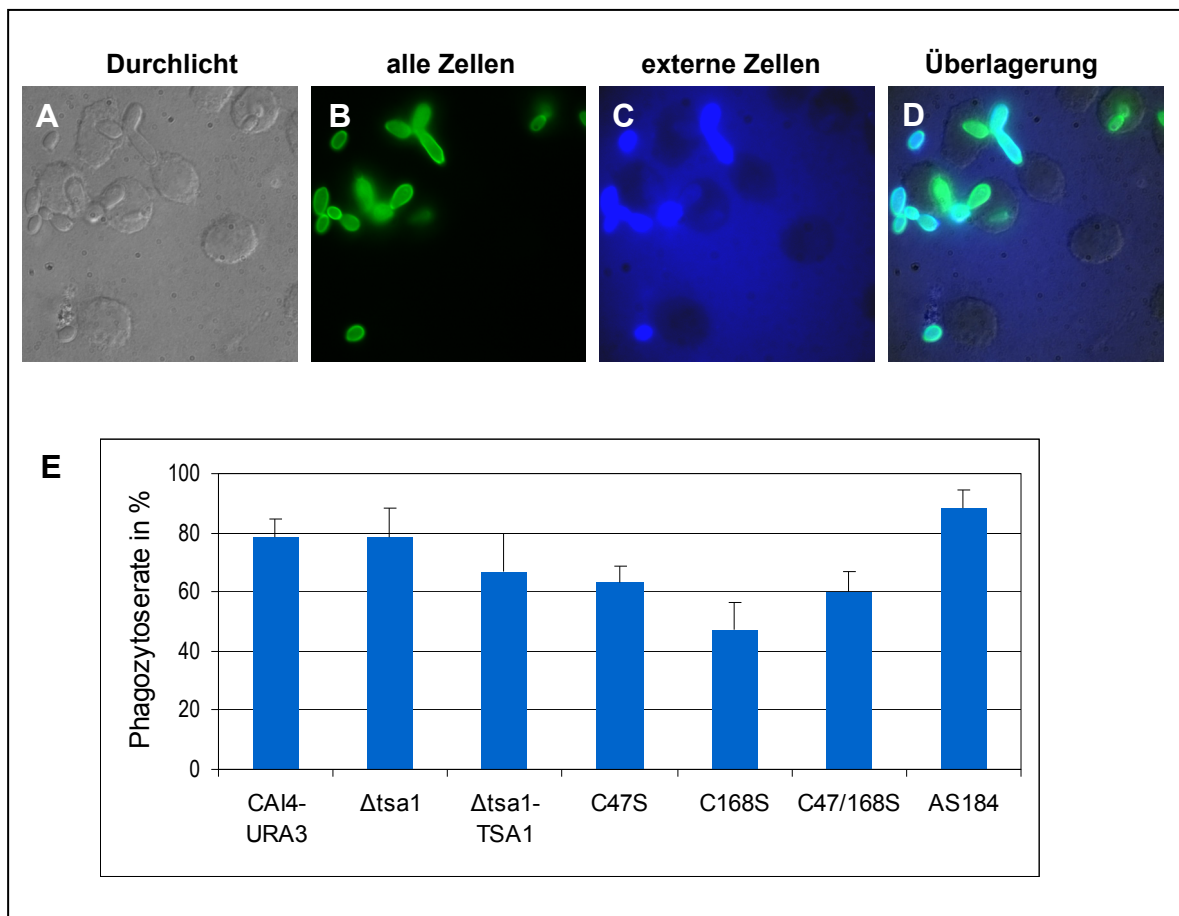 Durchlicht alle Zellen externe Zellen Überlagerung
A B C D
E
Phagozytoserate in %
100
80
60
40
20
0
CAI4-URA3 Δtsa1 Δtsa1-TSA1 C47S C168S C47/168S AS184